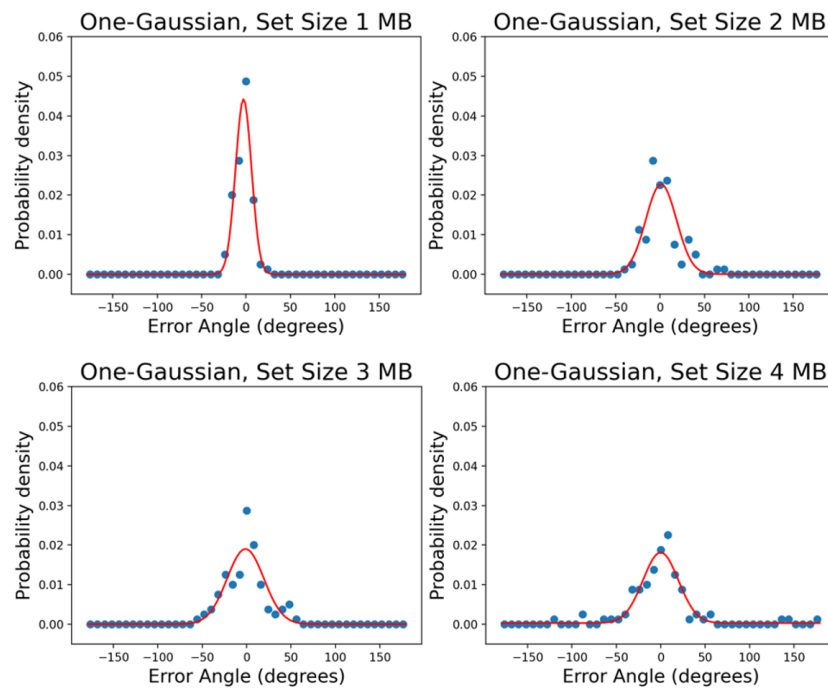 One-Gaussian, Set Size 1 MB
Probability density
0.06
0.05
0.04
0.03
0.02
0.01
0.00
−150 −100 −50 0 50 100 150
Error Angle (degrees)
One-Gaussian, Set Size 2 MB
Probability density
0.06
0.05
0.04
0.03
0.02
0.01
0.00
−150 −100 −50 0 50 100 150
Error Angle (degrees)
One-Gaussian, Set Size 3 MB
Probability density
0.06
0.05
0.04
0.03
0.02
0.01
0.00
−150 −100 −50 0 50 100 150
Error Angle (degrees)
One-Gaussian, Set Size 4 MB
Probability density
0.06
0.05
0.04
0.03
0.02
0.01
0.00
−150 −100 −50 0 50 100 150
Error Angle (degrees)